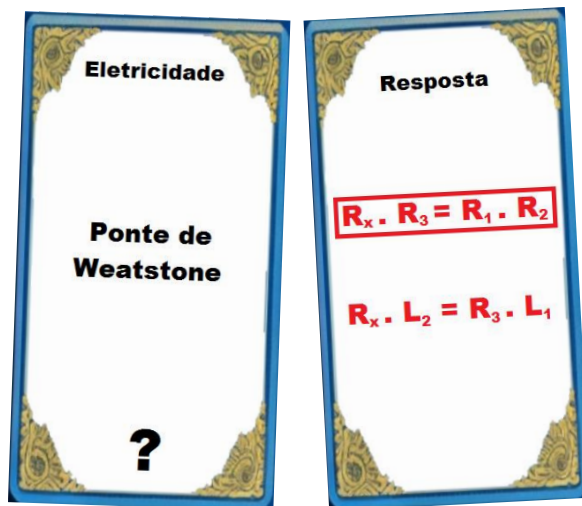 Eletricidade
Ponte de
Weatstone
?
Resposta
Rₓ . R₃ = R₁ . R₂
Rₓ . L₂ = R₃ . L₁